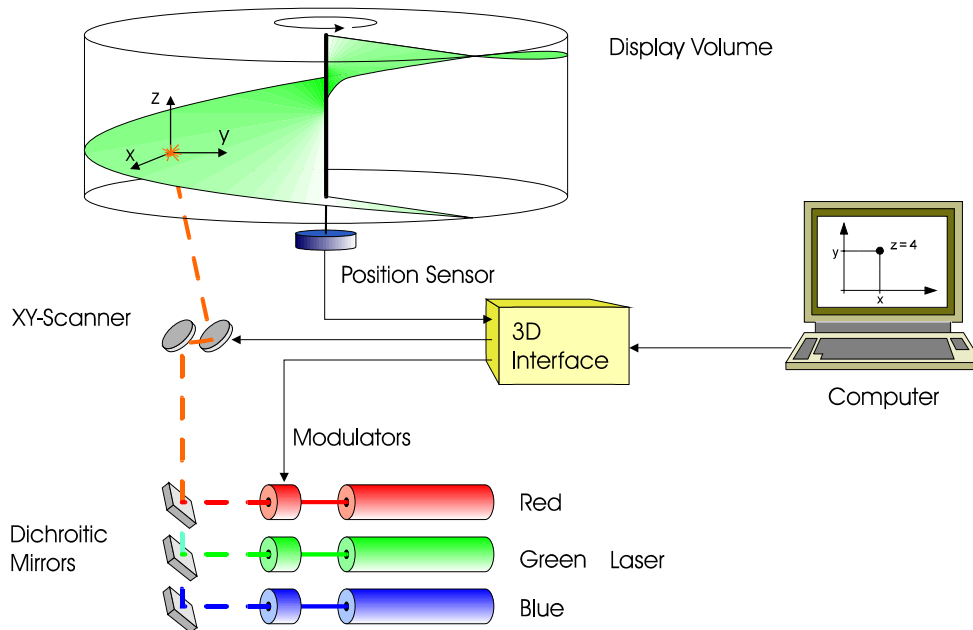 Display Volume
z
y
x
Position Sensor
y
z = 4
x
XY-Scanner
3D
Interface
Computer
Modulators
Red
Dichroitic
Mirrors
Green Laser
Blue